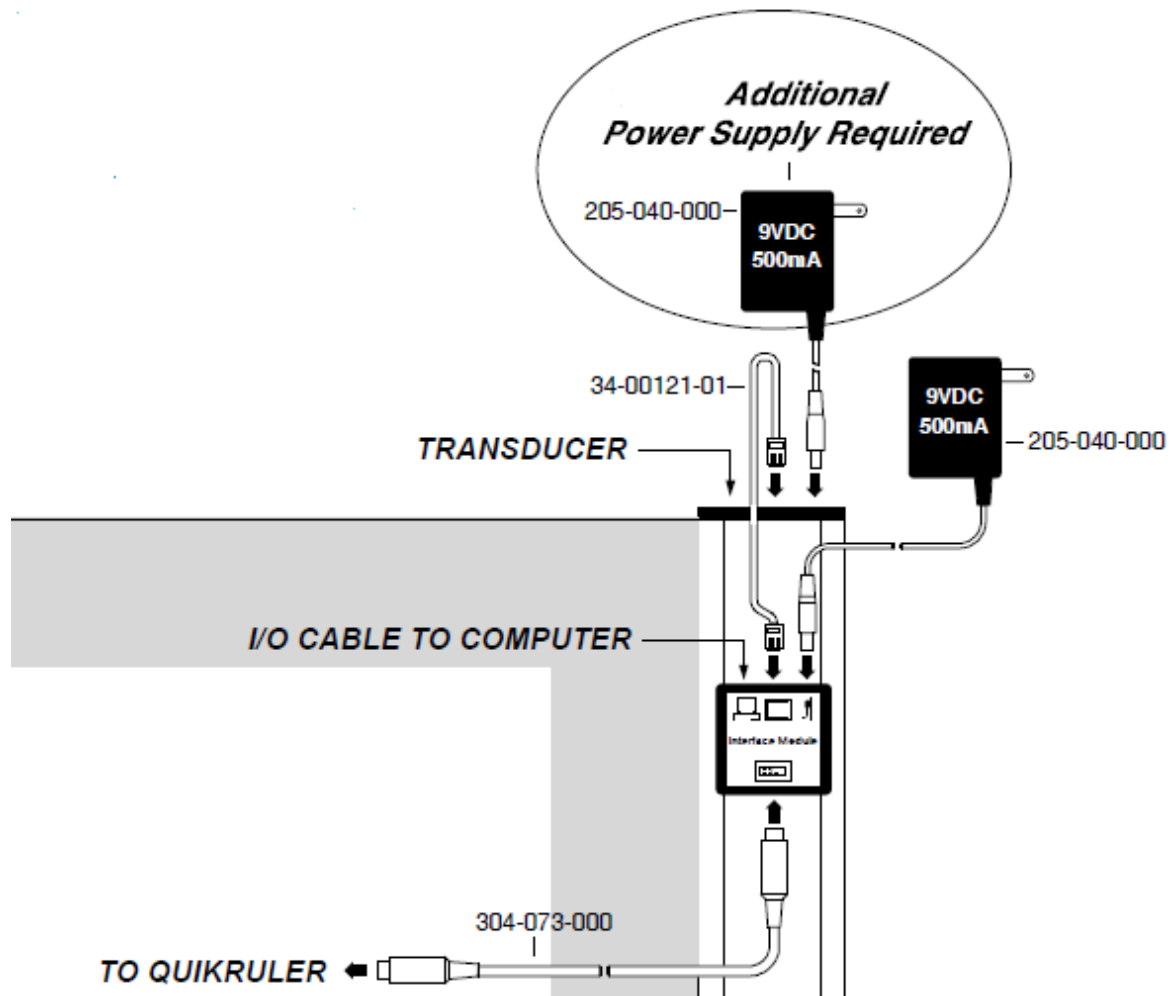 Additional
Power Supply Required
205-040-000
9VDC
500mA
34-00121-01
9VDC
500mA
205-040-000
TRANSDUCER
I/O CABLE TO COMPUTER
Interface Module
304-073-000
TO QUIKRULER